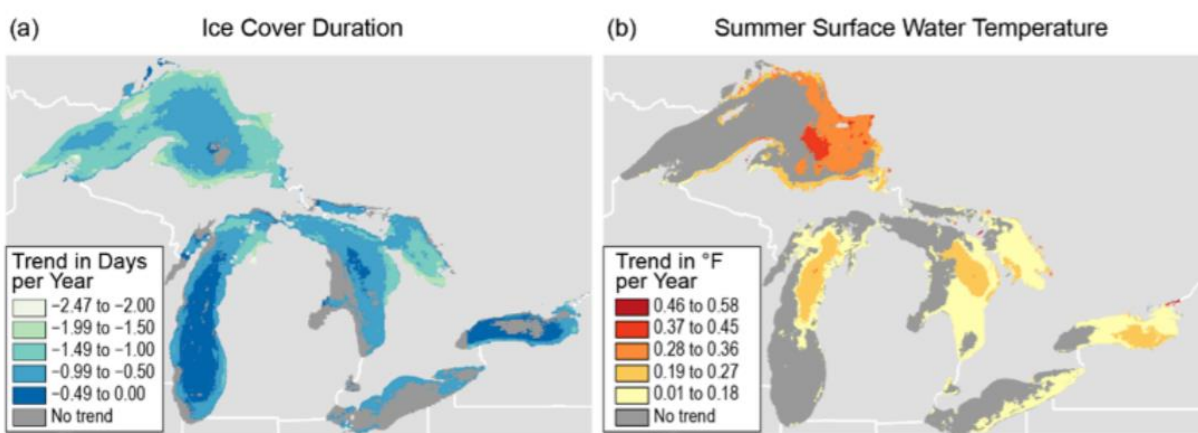 (a) Ice Cover Duration
Trend in Days
per Year
−2.47 to −2.00
−1.99 to −1.50
−1.49 to −1.00
−0.99 to −0.50
−0.49 to 0.00
No trend
(b) Summer Surface Water Temperature
Trend in °F
per Year
0.46 to 0.58
0.37 to 0.45
0.28 to 0.36
0.19 to 0.27
0.01 to 0.18
No trend